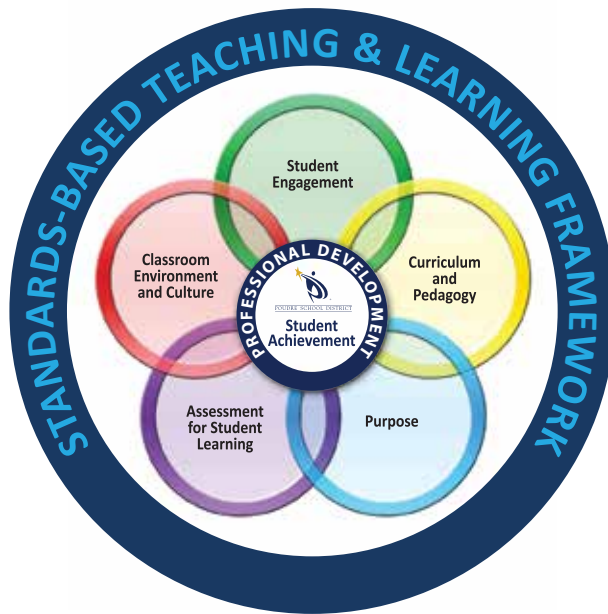 STANDARDS-BASED TEACHING & LEARNING FRAMEWORK
Student
Engagement
Classroom
Environment
and Culture
Curriculum
and
Pedagogy
PROFESSIONAL DEVELOPMENT
POUDRE SCHOOL DISTRICT
Student
Achievement
Assessment
for Student
Learning
Purpose